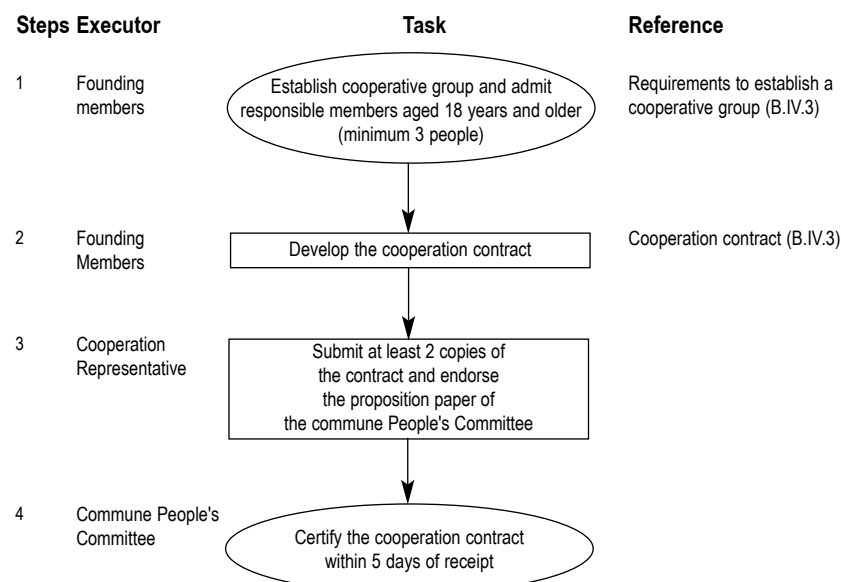 Steps Executor Task Reference
1 Founding members
Establish cooperative group and admit
responsible members aged 18 years and older
(minimum 3 people)
Requirements to establish a
cooperative group (B.IV.3)
2 Founding
Members
Develop the cooperation contract
Cooperation contract (B.IV.3)
3 Cooperation
Representative
Submit at least 2 copies of
the contract and endorse
the proposition paper of
the commune People's Committee
4 Commune People's
Committee
Certify the cooperation contract
within 5 days of receipt